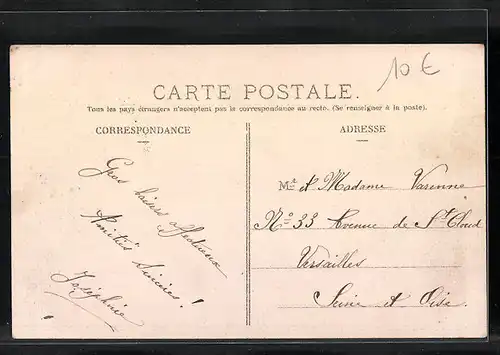 10 €
CARTE POSTALE.
Tous les pays étrangers n'acceptent pas la correspondance au recto. (Se renseigner à la poste).
CORRESPONDANCE
Gros baisers affectueux
Amitiés sincères !
Joséphine
ADRESSE
Mr et Madame Varenne
No 33 Avenue de St Cloud
Versailles
Seine et Oise.